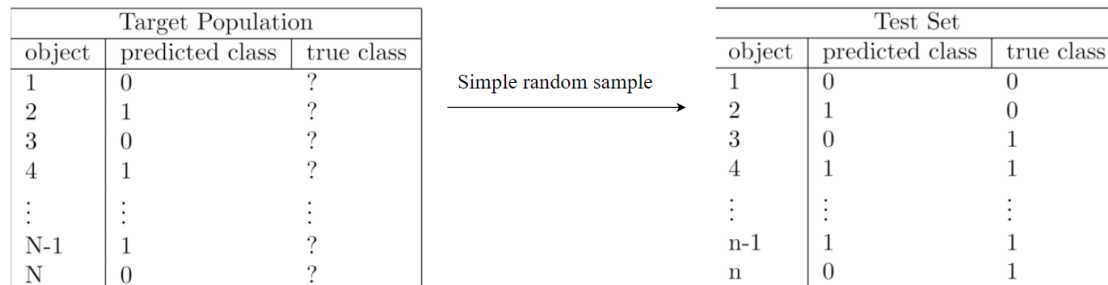 Target Population
object predicted class true class
1 0 ?
2 1 ?
3 0 ?
4 1 ?
⋮ ⋮ ⋮
N-1 1 ?
N 0 ?
Simple random sample
Test Set
object predicted class true class
1 0 0
2 1 0
3 0 1
4 1 1
⋮ ⋮ ⋮
n-1 1 1
n 0 1